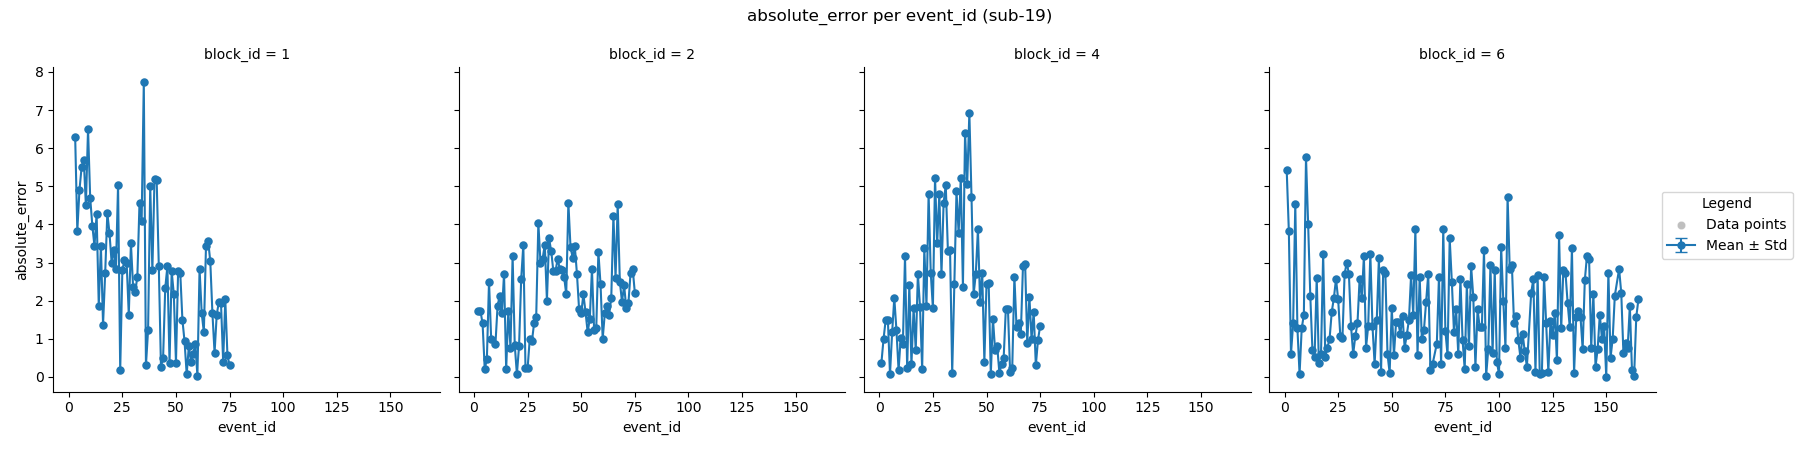 absolute_error per event_id (sub-19)
block_id = 1
block_id = 2
block_id = 4
block_id = 6
absolute_error
8
7
6
5
4
3
2
1
0
0 25 50 75 100 125 150
0 25 50 75 100 125 150
0 25 50 75 100 125 150
0 25 50 75 100 125 150
event_id
event_id
event_id
event_id
Legend
Data points
Mean ± Std